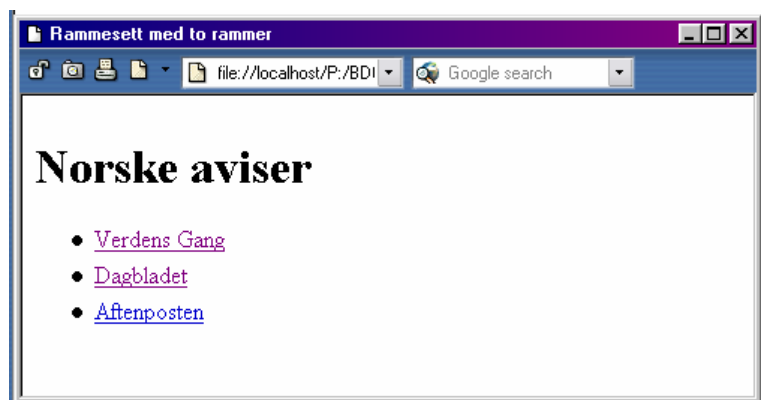 Rammesett med to rammer
file://localhost/P:/BD
Google search
Norske aviser
Verdens Gang
Dagbladet
Aftenposten